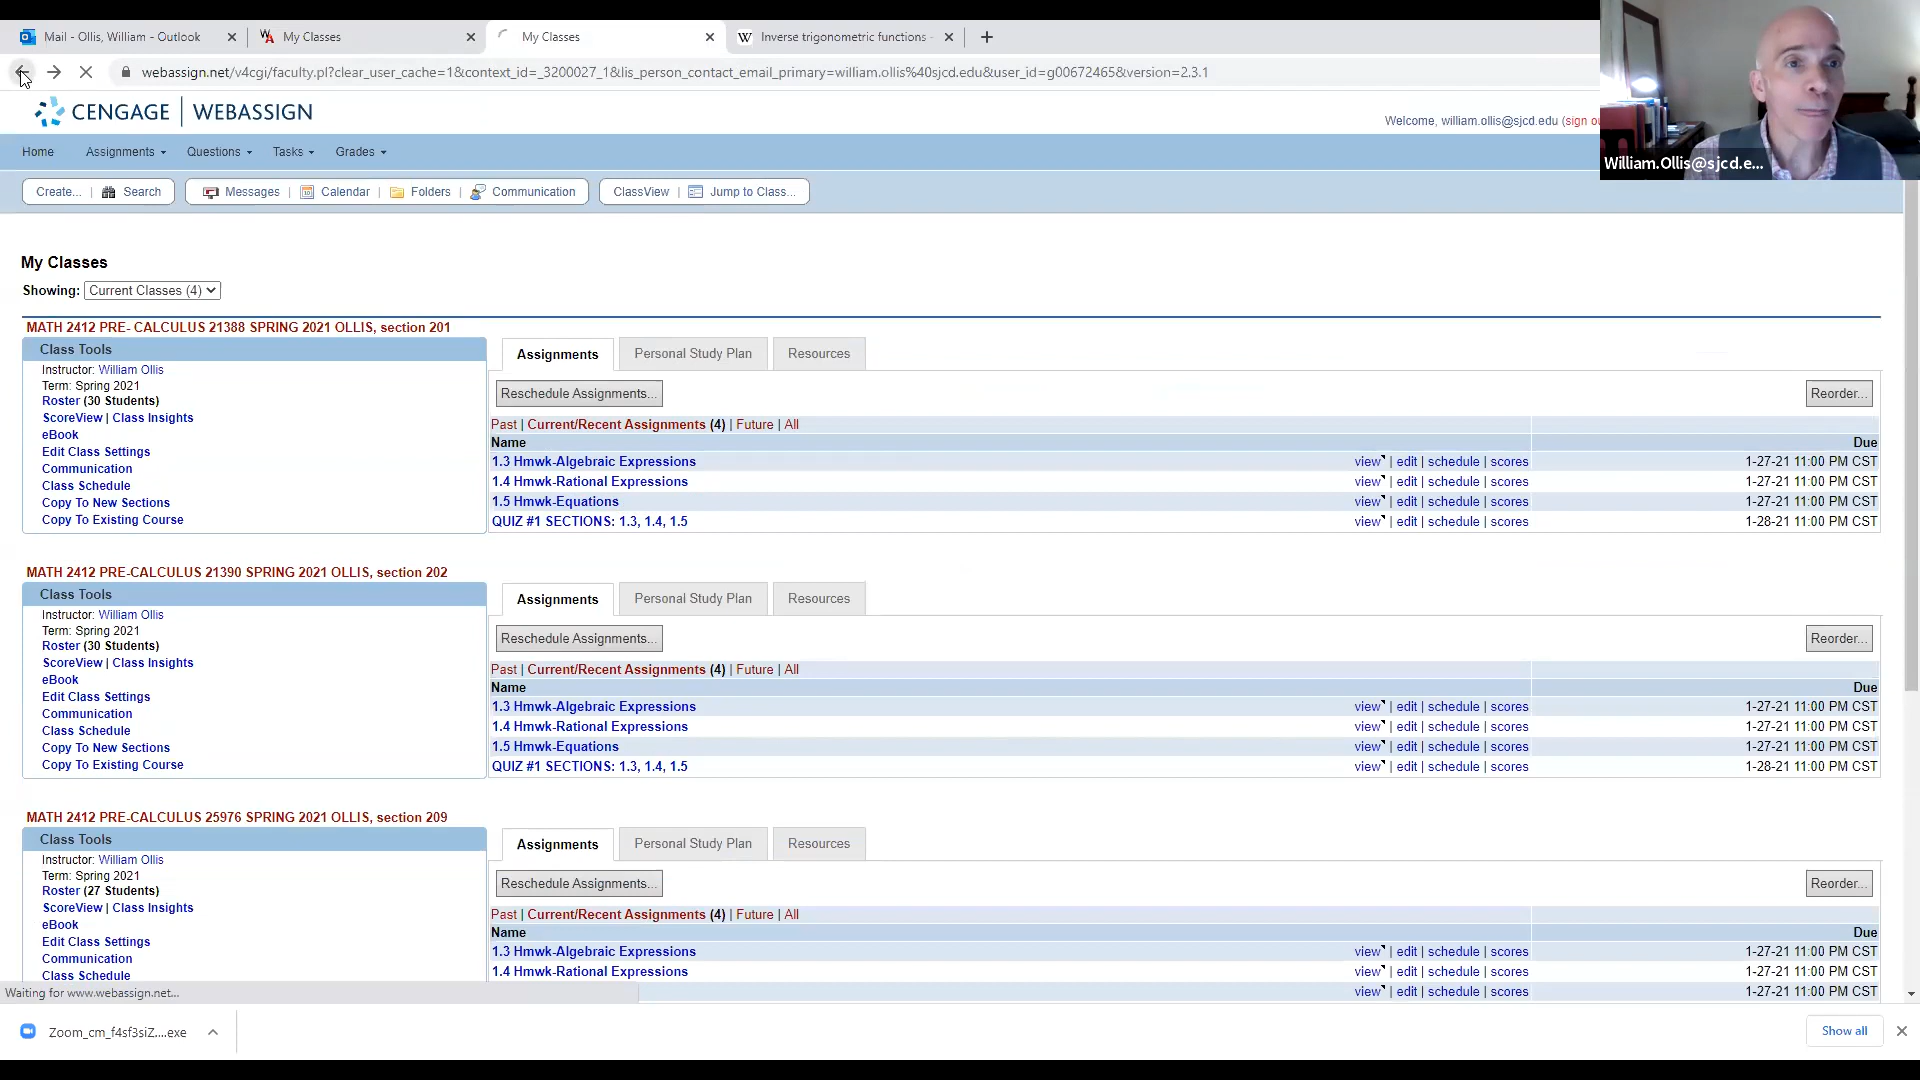 Mail - Ollis, William - Outlook
My Classes
My Classes
Inverse trigonometric functions -
webassign.net/v4cgi/faculty.pl?clear_user_cache=1&context_id=_3200027_1&lis_person_contact_email_primary=william.ollis%40sjcd.edu&user_id=g00672465&version=2.3.1
CENGAGE | WEBASSIGN
Welcome, william.ollis@sjcd.edu (sign ou
William.Ollis@sjcd.e...
Home Assignments Questions Tasks Grades
Create... | Search Messages | Calendar | Folders | Communication ClassView | Jump to Class...
My Classes
Showing: Current Classes (4)
MATH 2412 PRE- CALCULUS 21388 SPRING 2021 OLLIS, section 201
Class Tools
Instructor: William Ollis
Term: Spring 2021
Roster (30 Students)
ScoreView | Class Insights
eBook
Edit Class Settings
Communication
Class Schedule
Copy To New Sections
Copy To Existing Course
Assignments Personal Study Plan Resources
Reschedule Assignments... Reorder...
Past | Current/Recent Assignments (4) | Future | All
Name Due
1.3 Hmwk-Algebraic Expressions view | edit | schedule | scores 1-27-21 11:00 PM CST
1.4 Hmwk-Rational Expressions view | edit | schedule | scores 1-27-21 11:00 PM CST
1.5 Hmwk-Equations view | edit | schedule | scores 1-27-21 11:00 PM CST
QUIZ #1 SECTIONS: 1.3, 1.4, 1.5 view | edit | schedule | scores 1-28-21 11:00 PM CST
MATH 2412 PRE-CALCULUS 21390 SPRING 2021 OLLIS, section 202
Class Tools
Instructor: William Ollis
Term: Spring 2021
Roster (30 Students)
ScoreView | Class Insights
eBook
Edit Class Settings
Communication
Class Schedule
Copy To New Sections
Copy To Existing Course
Assignments Personal Study Plan Resources
Reschedule Assignments... Reorder...
Past | Current/Recent Assignments (4) | Future | All
Name Due
1.3 Hmwk-Algebraic Expressions view | edit | schedule | scores 1-27-21 11:00 PM CST
1.4 Hmwk-Rational Expressions view | edit | schedule | scores 1-27-21 11:00 PM CST
1.5 Hmwk-Equations view | edit | schedule | scores 1-27-21 11:00 PM CST
QUIZ #1 SECTIONS: 1.3, 1.4, 1.5 view | edit | schedule | scores 1-28-21 11:00 PM CST
MATH 2412 PRE-CALCULUS 25976 SPRING 2021 OLLIS, section 209
Class Tools
Instructor: William Ollis
Term: Spring 2021
Roster (27 Students)
ScoreView | Class Insights
eBook
Edit Class Settings
Communication
Class Schedule
Assignments Personal Study Plan Resources
Reschedule Assignments... Reorder...
Past | Current/Recent Assignments (4) | Future | All
Name Due
1.3 Hmwk-Algebraic Expressions view | edit | schedule | scores 1-27-21 11:00 PM CST
1.4 Hmwk-Rational Expressions view | edit | schedule | scores 1-27-21 11:00 PM CST
view | edit | schedule | scores 1-27-21 11:00 PM CST
Waiting for www.webassign.net...
Zoom_cm_f4sf3siZ....exe
Show all